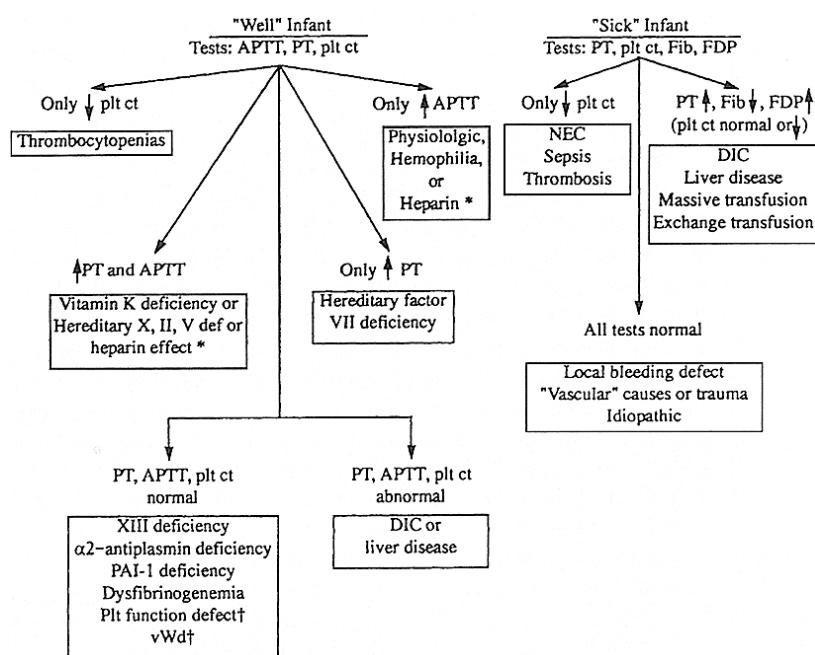 "Well" Infant
Tests: APTT, PT, plt ct
Only ↓ plt ct
Thrombocytopenias
Only ↑ APTT
Physiololgic,
Hemophilia,
or
Heparin *
↑PT and APTT
Vitamin K deficiency or
Hereditary X, II, V def or
heparin effect *
Only ↑ PT
Hereditary factor
VII deficiency
PT, APTT, plt ct
normal
XIII deficiency
α2-antiplasmin deficiency
PAI-1 deficiency
Dysfibrinogenemia
Plt function defect†
vWd†
PT, APTT, plt ct
abnormal
DIC or
liver disease
"Sick" Infant
Tests: PT, plt ct, Fib, FDP
Only↓ plt ct
NEC
Sepsis
Thrombosis
PT↑, Fib↓, FDP↑
(plt ct normal or↓)
DIC
Liver disease
Massive transfusion
Exchange transfusion
All tests normal
Local bleeding defect
"Vascular" causes or trauma
Idiopathic